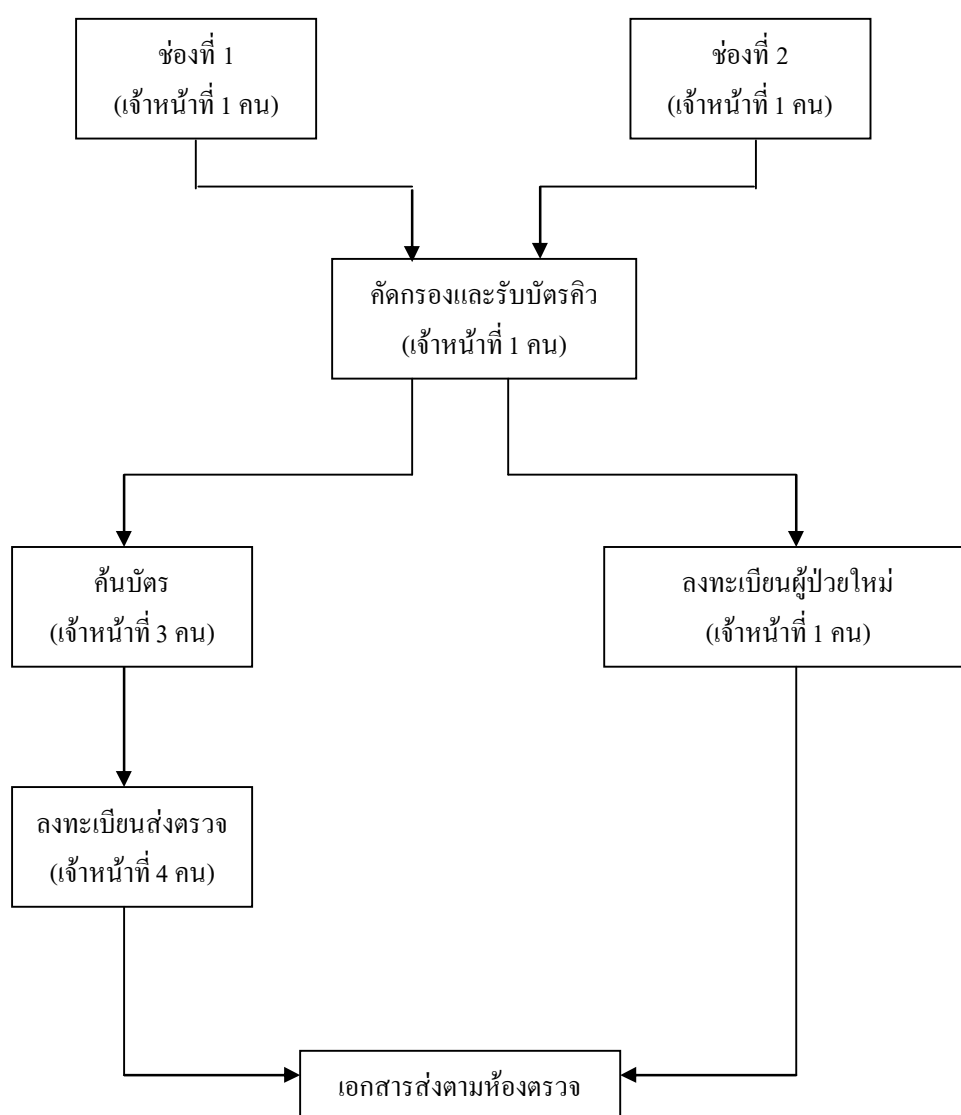 ช่องที่ 1
(เจ้าหน้าที่ 1 คน)
ช่องที่ 2
(เจ้าหน้าที่ 1 คน)
คัดกรองและรับบัตรคิว
(เจ้าหน้าที่ 1 คน)
ค้นบัตร
(เจ้าหน้าที่ 3 คน)
ลงทะเบียนผู้ป่วยใหม่
(เจ้าหน้าที่ 1 คน)
ลงทะเบียนส่งตรวจ
(เจ้าหน้าที่ 4 คน)
เอกสารส่งตามห้องตรวจ